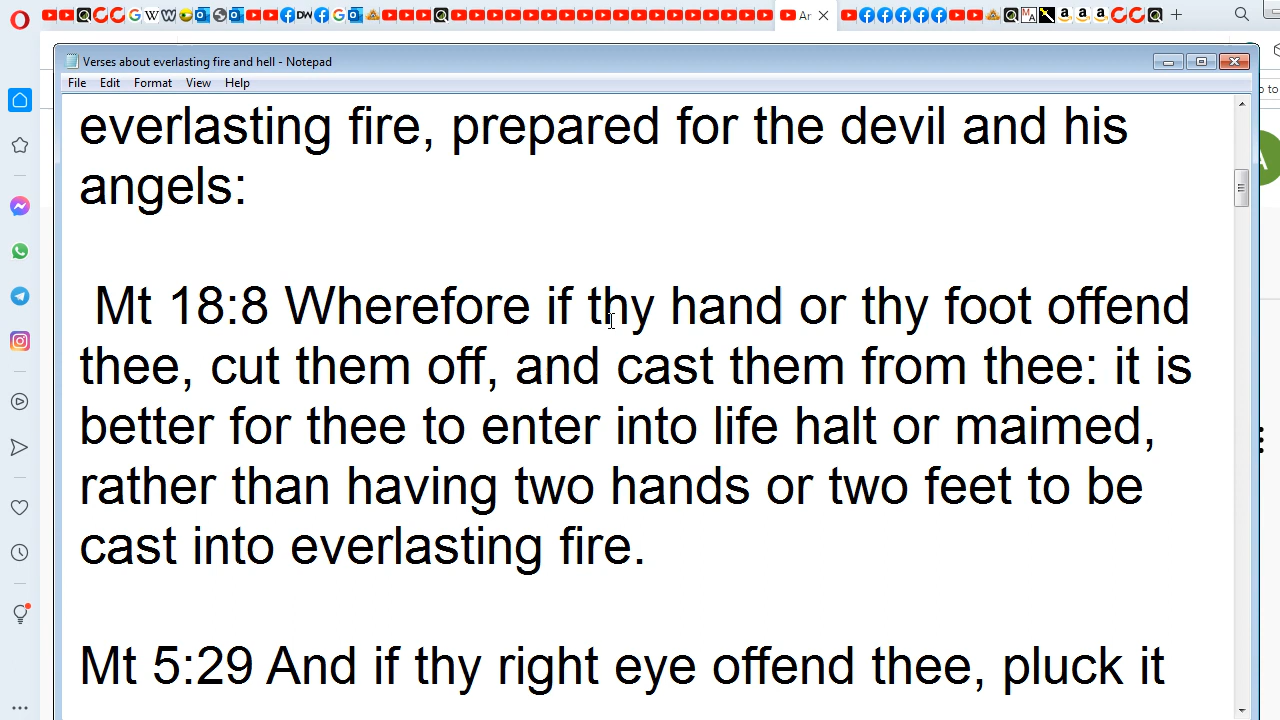 Ar
Verses about everlasting fire and hell - Notepad
File Edit Format View Help
everlasting fire, prepared for the devil and his
angels:
Mt 18:8 Wherefore if thy hand or thy foot offend
thee, cut them off, and cast them from thee: it is
better for thee to enter into life halt or maimed,
rather than having two hands or two feet to be
cast into everlasting fire.
Mt 5:29 And if thy right eye offend thee, pluck it